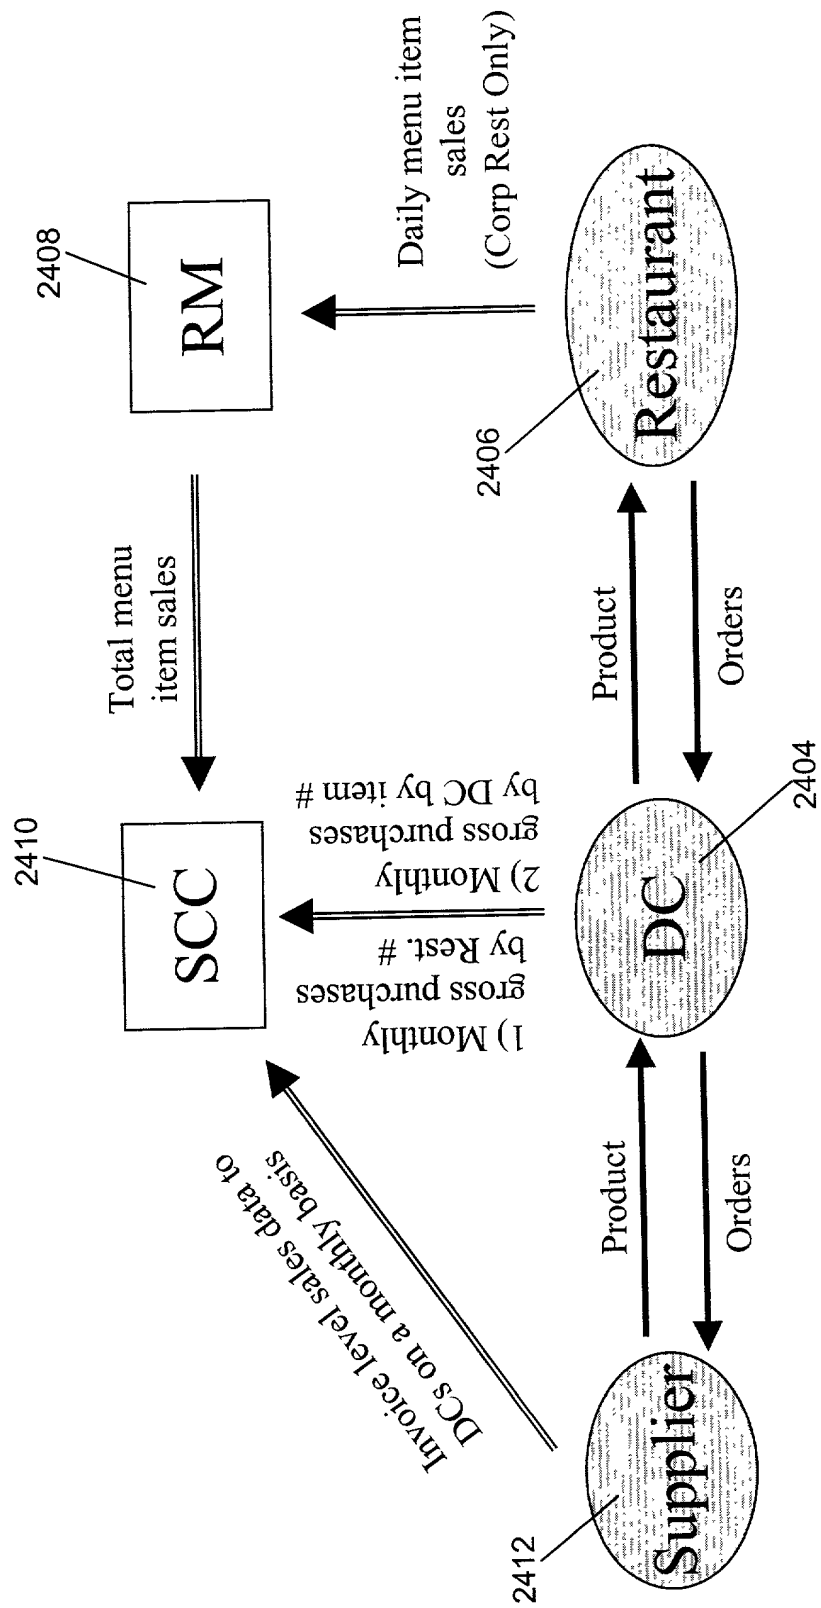 2410
SCC
Total menu
item sales
2408
RM
Invoice level sales data to
DCs on a monthly basis
1) Monthly
gross purchases
by Rest. #
2) Monthly
gross purchases
by DC by item #
Daily menu item
sales
(Corp Rest Only)
2412
Supplier
Product
Orders
DC
2404
Product
Orders
2406
Restaurant